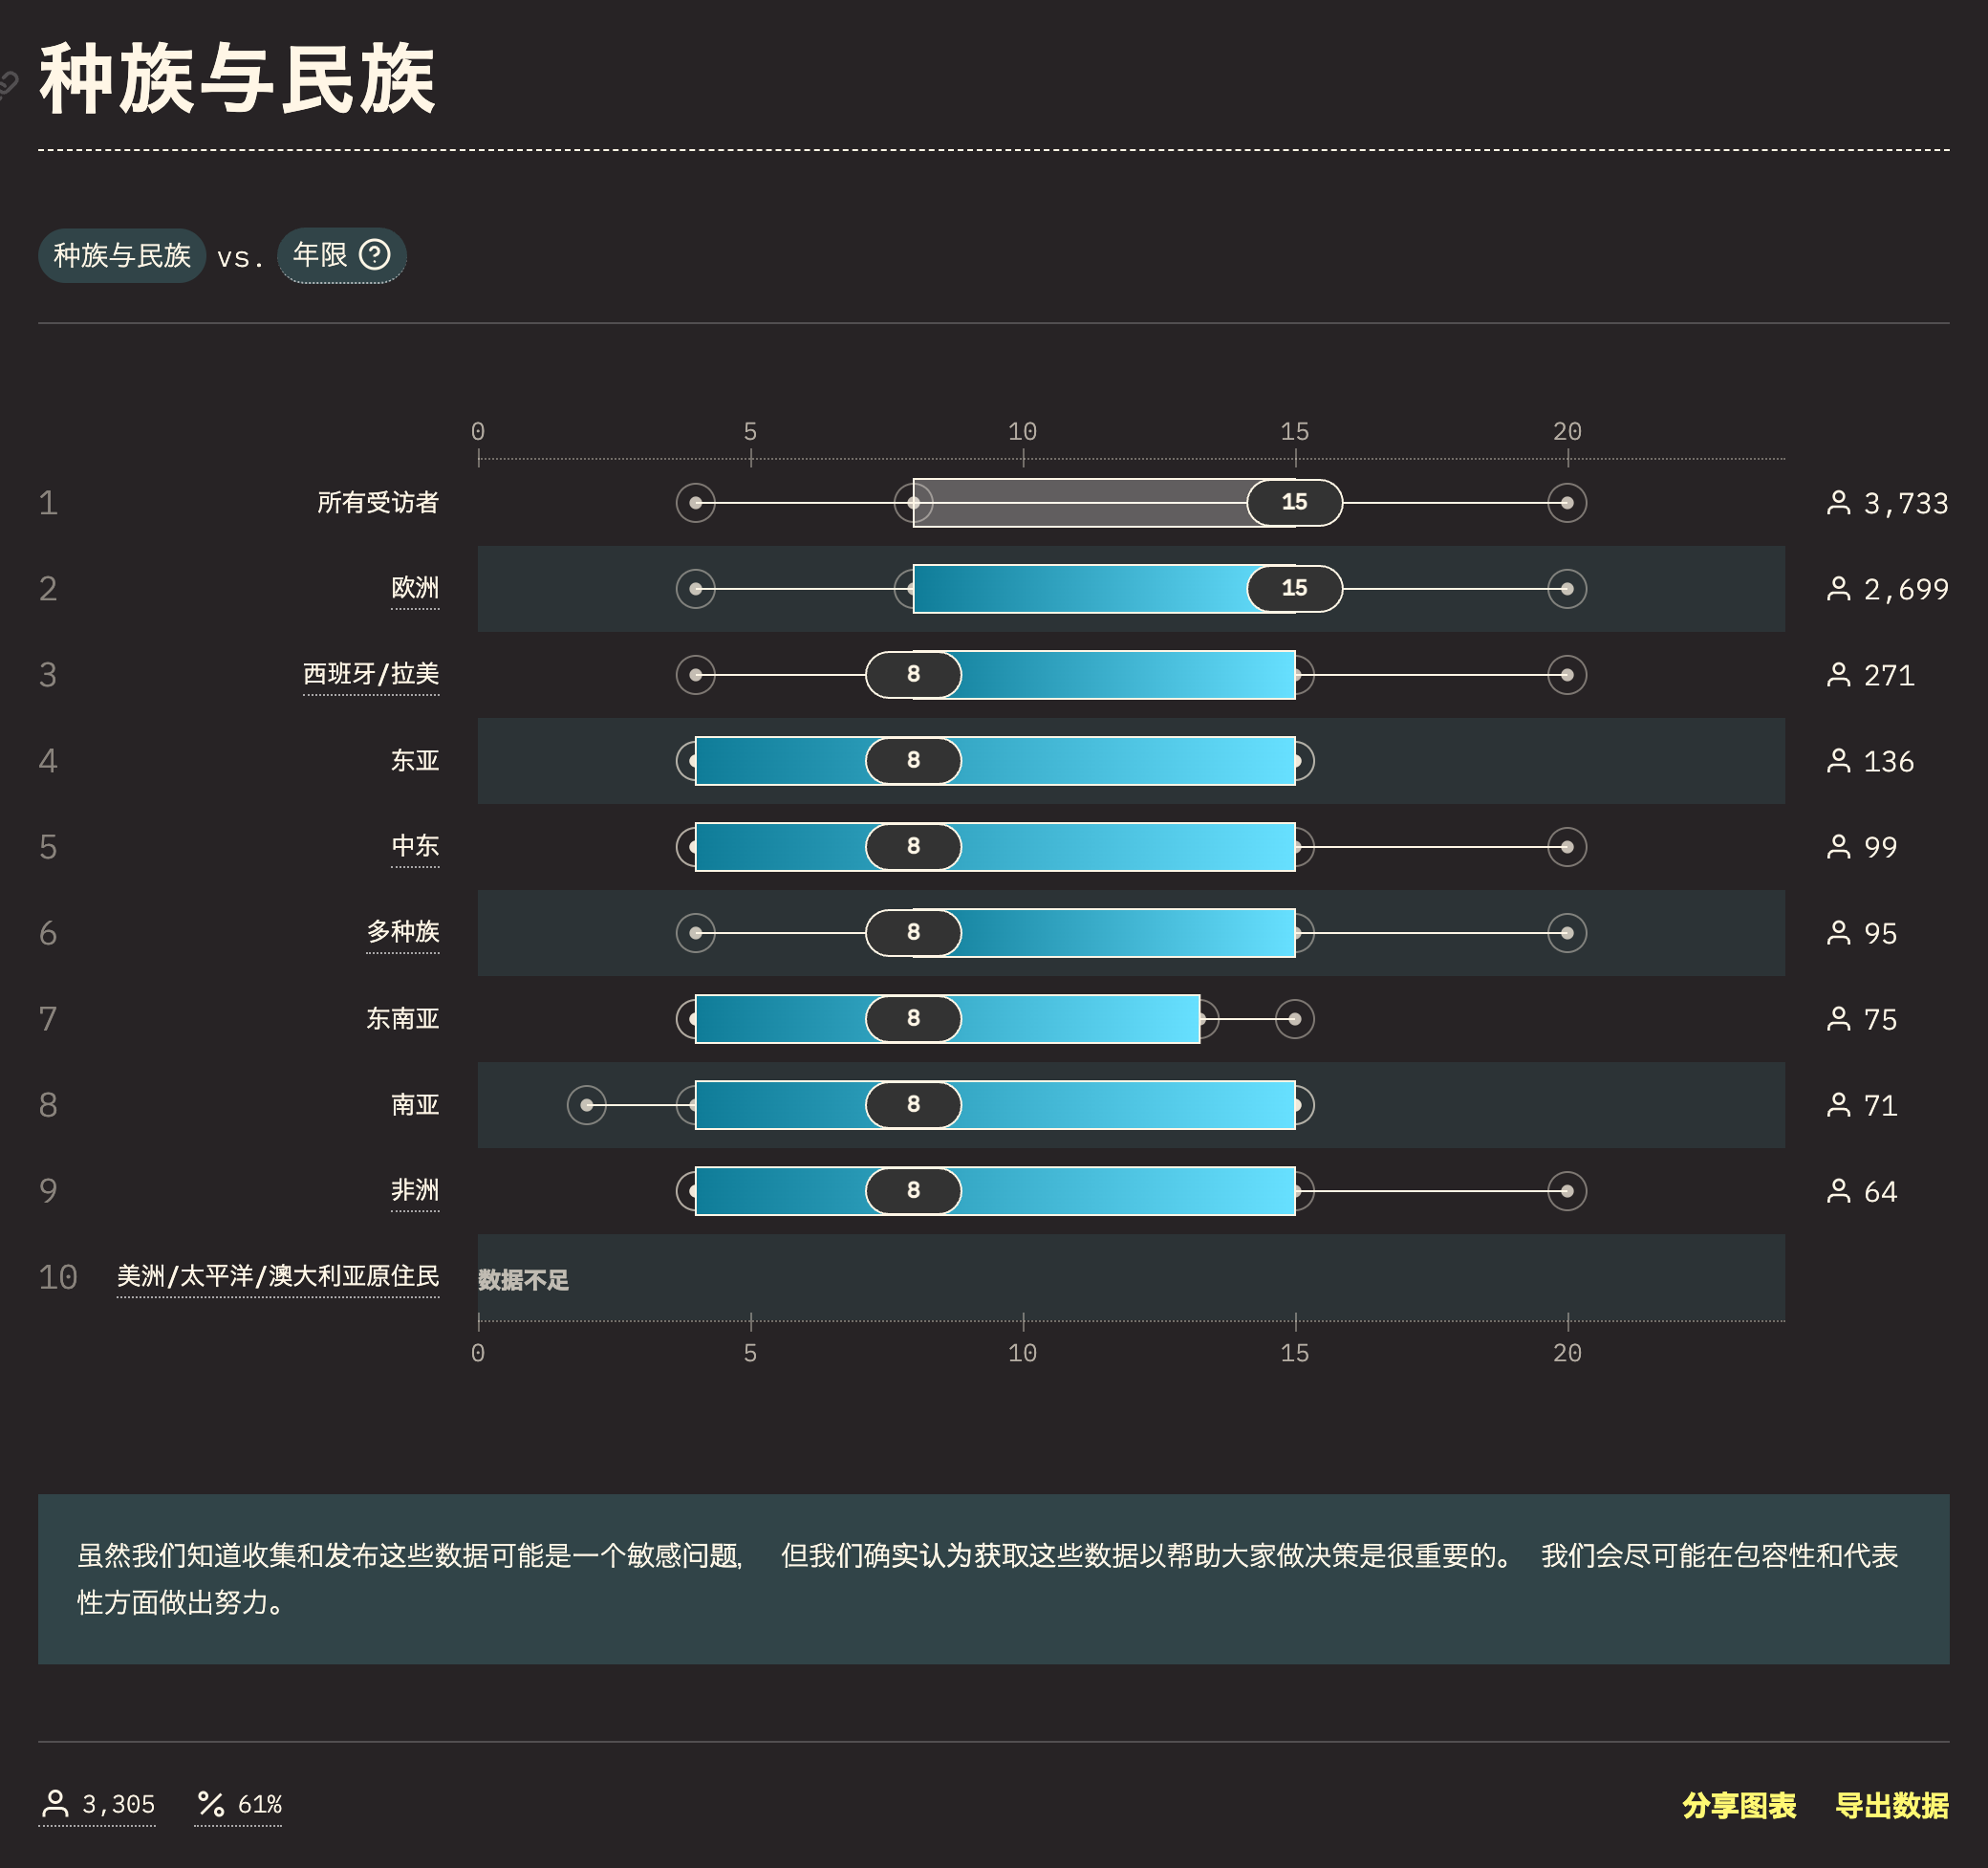 种族与民族
种族与民族 vs. 年限
0 5 10 15 20
1 所有受访者 15 3,733
2 欧洲 15 2,699
3 西班牙/拉美 8 271
4 东亚 8 136
5 中东 8 99
6 多种族 8 95
7 东南亚 8 75
8 南亚 8 71
9 非洲 8 64
10 美洲/太平洋/澳大利亚原住民 数据不足
0 5 10 15 20
虽然我们知道收集和发布这些数据可能是一个敏感问题, 但我们确实认为获取这些数据以帮助大家做决策是很重要的。 我们会尽可能在包容性和代表
性方面做出努力。
3,305 61% 分享图表 导出数据